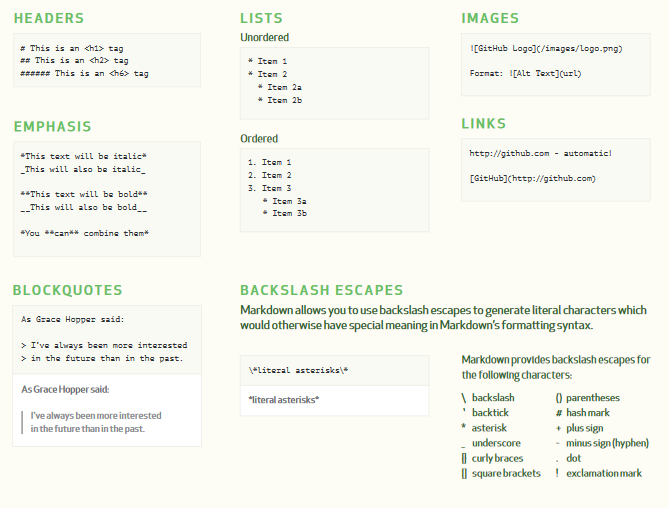 HEADERS
# This is an <h1> tag
## This is an <h2> tag
###### This is an <h6> tag
EMPHASIS
*This text will be italic*
_This will also be italic_
**This text will be bold**
__This will also be bold__
*You **can** combine them*
LISTS
Unordered
* Item 1
* Item 2
  * Item 2a
  * Item 2b
Ordered
1. Item 1
2. Item 2
3. Item 3
   * Item 3a
   * Item 3b
IMAGES
![GitHub Logo](/images/logo.png)
Format: ![Alt Text](url)
LINKS
http://github.com - automatic!
[GitHub](http://github.com)
BLOCKQUOTES
As Grace Hopper said:
> I've always been more interested
> in the future than in the past.
As Grace Hopper said:
I've always been more interested
in the future than in the past.
BACKSLASH ESCAPES
Markdown allows you to use backslash escapes to generate literal characters which
would otherwise have special meaning in Markdown's formatting syntax.
\*literal asterisks\*
*literal asterisks*
Markdown provides backslash escapes for
the following characters:
\ backslash
` backtick
* asterisk
_ underscore
[] curly braces
[] square brackets
() parentheses
# hash mark
+ plus sign
- minus sign (hyphen)
. dot
! exclamation mark